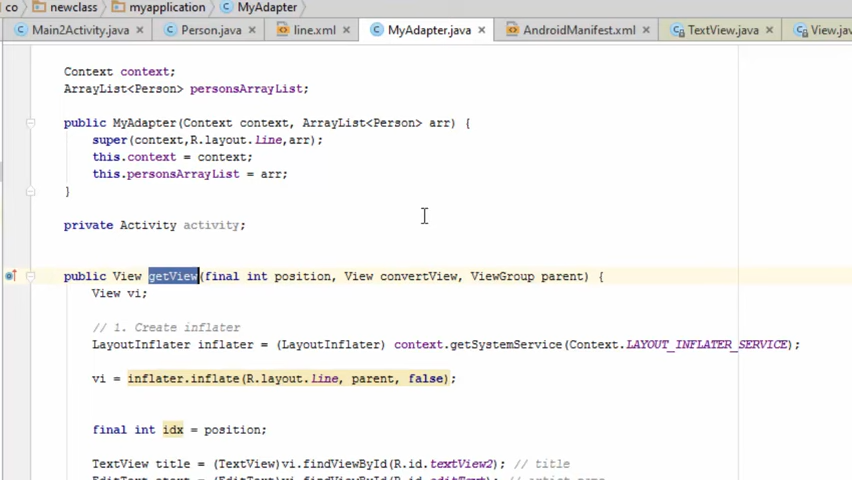 co newclass myapplication MyAdapter
Main2Activity.java Person.java line.xml MyAdapter.java AndroidManifest.xml TextView.java View.jav
Context context;
ArrayList<Person> personsArrayList;
public MyAdapter(Context context, ArrayList<Person> arr) {
super(context,R.layout.line,arr);
this.context = context;
this.personsArrayList = arr;
}
private Activity activity;
public View getView(final int position, View convertView, ViewGroup parent) {
View vi;
// 1. Create inflater
LayoutInflater inflater = (LayoutInflater) context.getSystemService(Context.LAYOUT_INFLATER_SERVICE);
vi = inflater.inflate(R.layout.line, parent, false);
final int idx = position;
TextView title = (TextView)vi.findViewById(R.id.textView2); // title